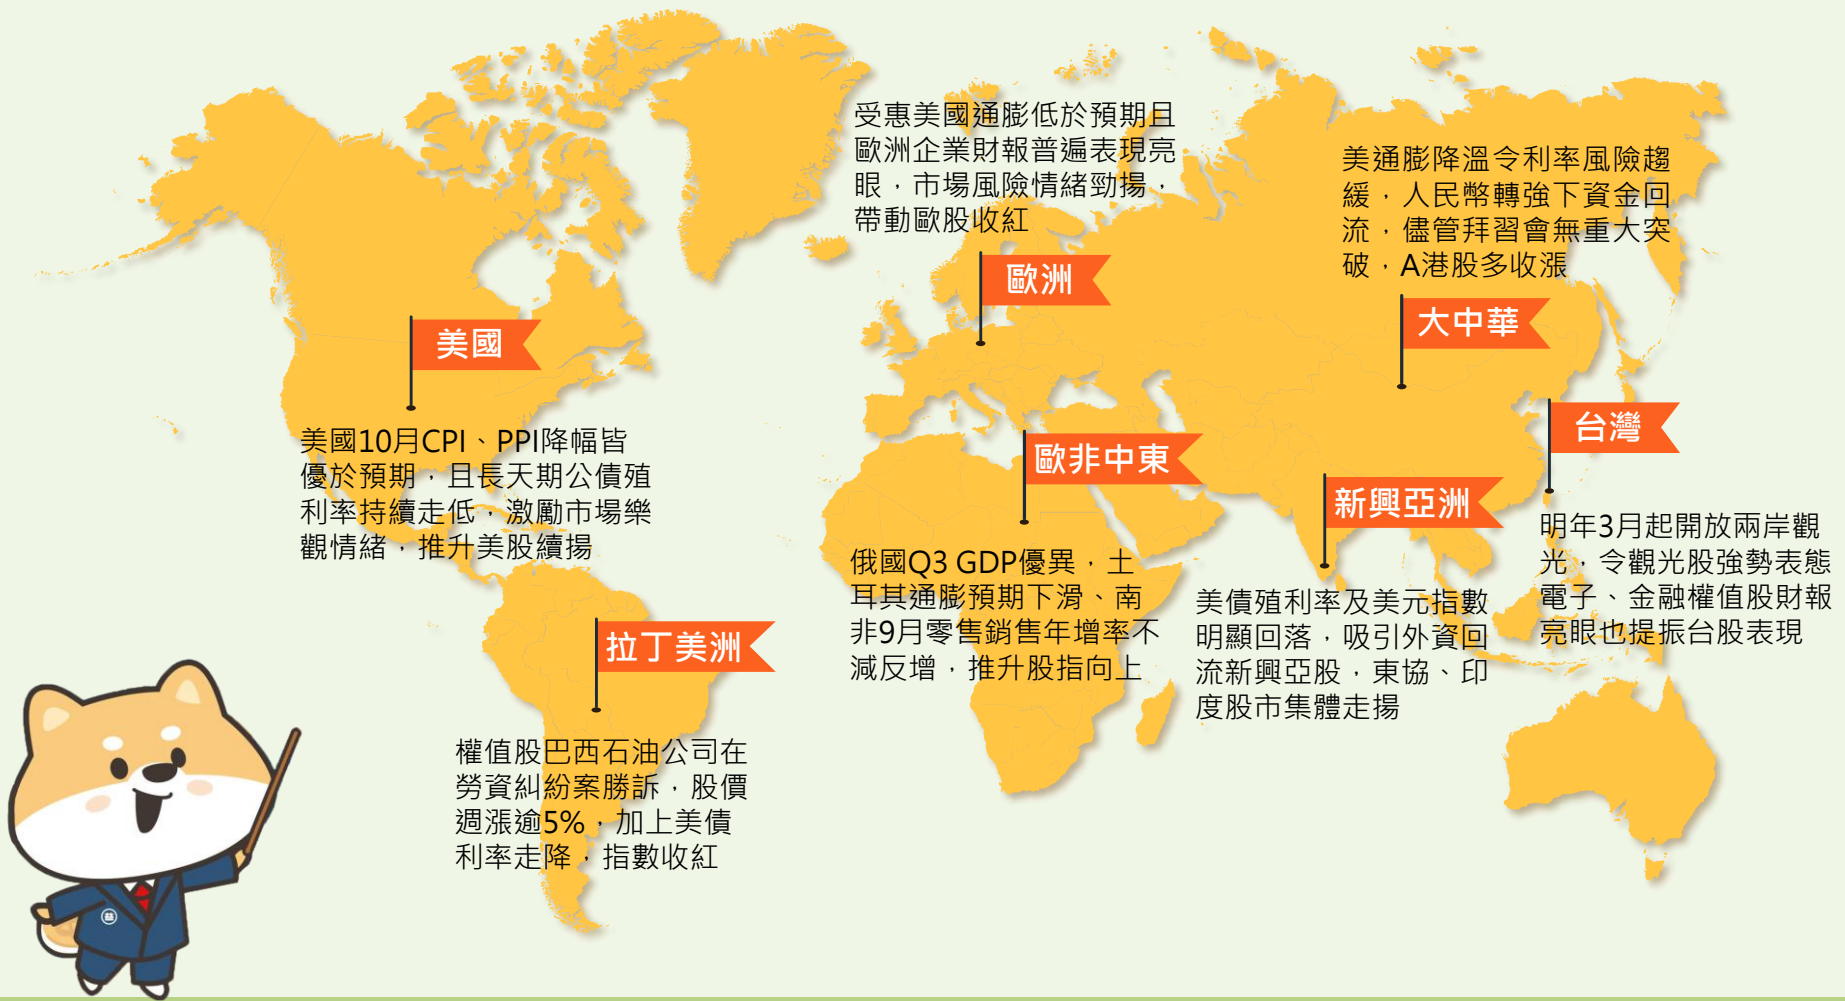 受惠美國通膨低於預期且
歐洲企業財報普遍表現亮
眼，市場風險情緒勁揚，
帶動歐股收紅
歐洲
美通膨降溫令利率風險趨
緩，人民幣轉強下資金回
流，儘管拜習會無重大突
破，A港股多收漲
大中華
美國
美國10月CPI、PPI降幅皆
優於預期，且長天期公債殖
利率持續走低，激勵市場樂
觀情緒，推升美股續揚
歐非中東
俄國Q3 GDP優異，土
耳其通膨預期下滑、南
非9月零售銷售年增率不
減反增，推升股指向上
新興亞洲
美債殖利率及美元指數
明顯回落，吸引外資回
流新興亞股，東協、印
度股市集體走揚
台灣
明年3月起開放兩岸觀
光，令觀光股強勢表態
電子、金融權值股財報
亮眼也提振台股表現
拉丁美洲
權值股巴西石油公司在
勞資糾紛案勝訴，股價
週漲逾5%，加上美債
利率走降，指數收紅